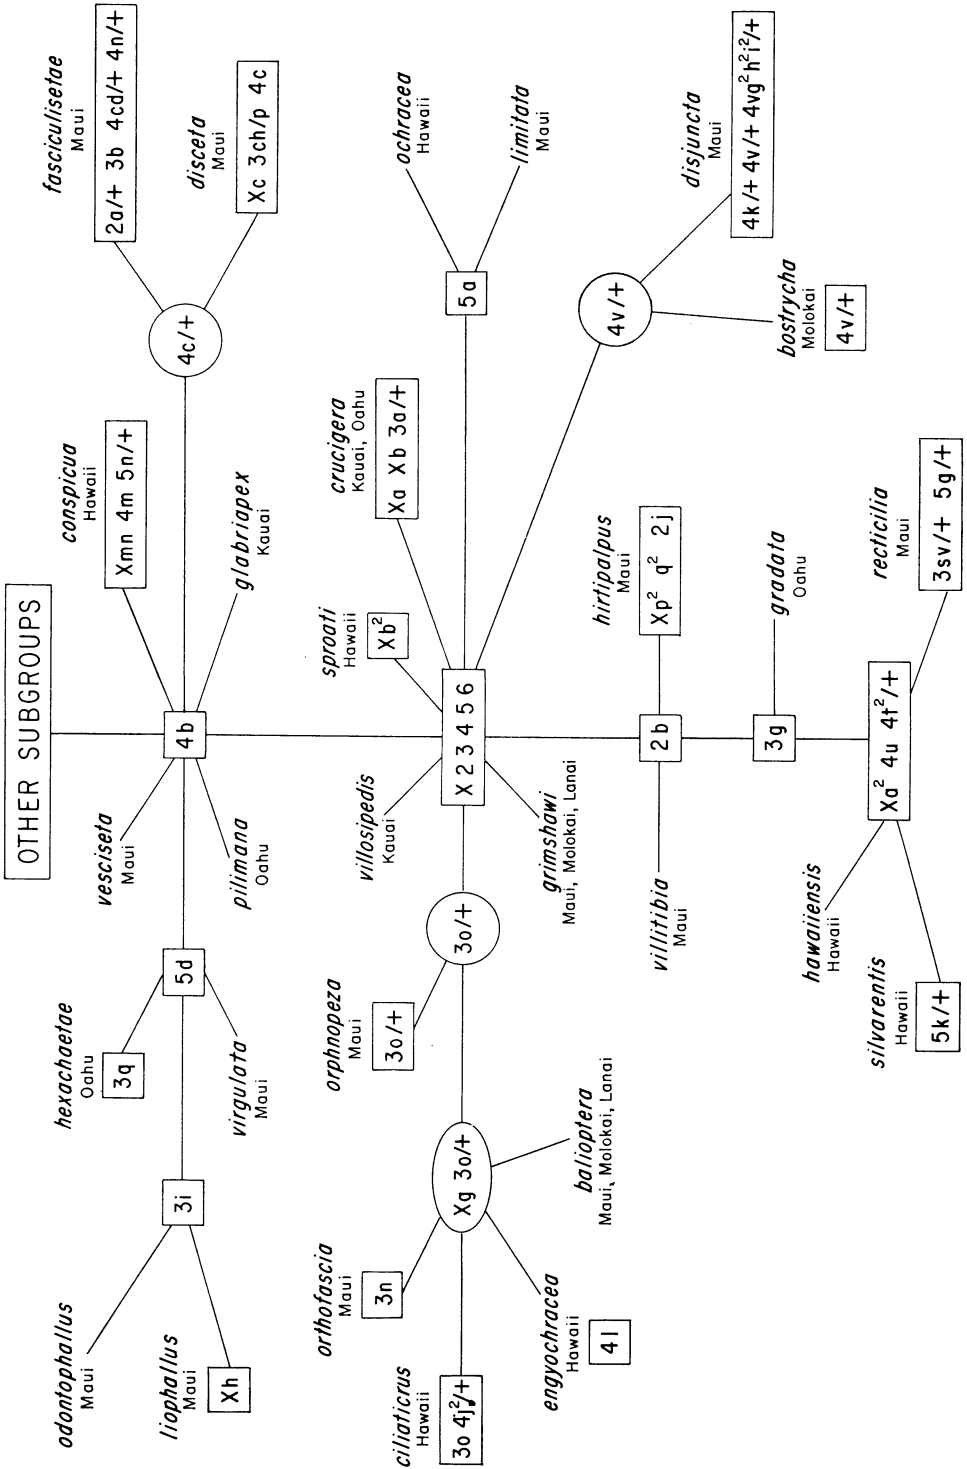 OTHER SUBGROUPS
fasciculisetae
Maui
2a/+ 3b 4cd/+ 4n/+
disceta
Maui
Xc 3ch/p 4c
4c/+
conspicua
Hawaii
Xmn 4m 5n/+
glabriapex
Kauai
4b
vescisetа
Maui
pilimana
Oahu
5d
hexachaetae
Oahu
3q
virgulata
Maui
3i
odontophallus
Maui
liophallus
Maui
Xh
ochracea
Hawaii
limitata
Maui
5a
crucigera
Kauai, Oahu
Xa Xb 3a/+
sproati
Hawaii
Xb²
X 2 3 4 5 6
villosipedis
Kauai
grimshawi
Maui, Molokai, Lanai
3o/+
orphnopeza
Maui
3o/+
Xg 3o/+
balioptera
Maui, Molokai, Lanai
orthofascia
Maui
3n
engyochracea
Hawaii
4l
ciliaticrus
Hawaii
3o 4j²/+
disjuncta
Maui
4k/+ 4v/+ 4vg²h²i²/+
4v/+
bostrycha
Molokai
4v/+
hirtipalpus
Maui
Xp² q² 2j
2b
villitibia
Maui
3g
gradata
Oahu
recticilia
Maui
3sv/+ 5g/+
Xa² 4u 4t²/+
hawaiiensis
Hawaii
silvarentis
Hawaii
5k/+